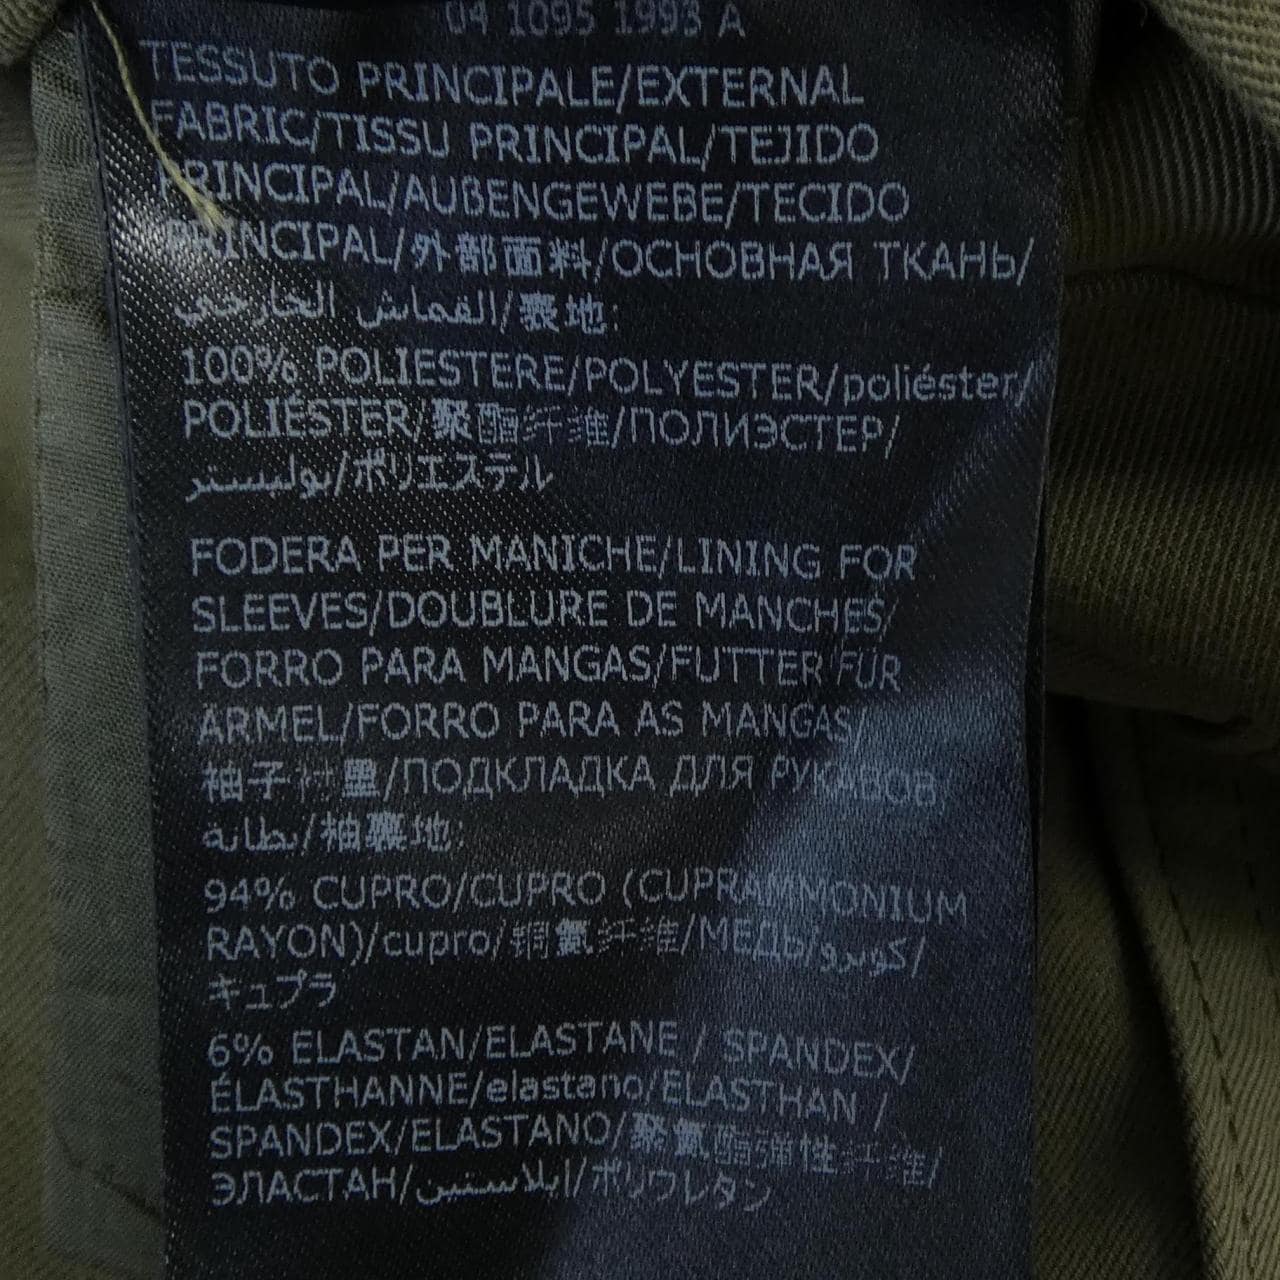 04 1095 1993 A
TESSUTO PRINCIPALE/EXTERNAL
FABRIC/TISSU PRINCIPAL/TEJIDO
PRINCIPAL/AUßENGEWEBE/TECIDO
PRINCIPAL/外部面料/ОСНОВНАЯ ТКАНЬ/
القماش الخارجي/表地:
100% POLIESTERE/POLYESTER/poliéster/
POLIÉSTER/聚酯纤维/ПОЛИЭСТЕР/
بوليستر/ポリエステル
FODERA PER MANICHE/LINING FOR
SLEEVES/DOUBLURE DE MANCHES/
FORRO PARA MANGAS/FUTTER FÜR
ÄRMEL/FORRO PARA AS MANGAS/
袖子衬里/ПОДКЛАДКА ДЛЯ РУКАВОВ/
بطانة/袖裏地:
94% CUPRO/CUPRO (CUPRAMMONIUM
RAYON)/cupro/铜氨纤维/МЕДЬ/كوبرو/
キュプラ
6% ELASTAN/ELASTANE / SPANDEX/
ÉLASTHANNE/elastano/ELASTHAN /
SPANDEX/ELASTANO/聚氨酯弹性纤维/
ЭЛАСТАН/ايلاستين/ポリウレタン